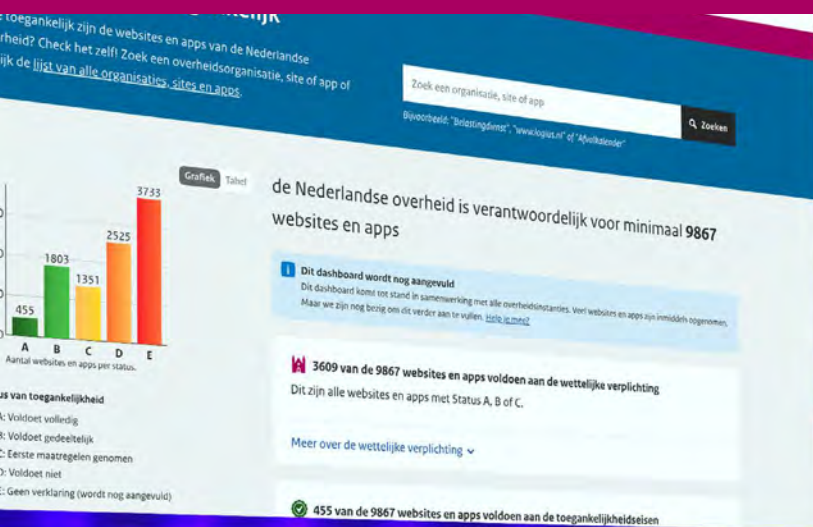 toegankelijk zijn de websites en apps van de Nederlandse
Check het zelf! Zoek een overheidsorganisatie, site of app of
de lijst van alle organisaties, sites en apps.
Zoek een organisatie, site of app
Zoeken
Bijvoorbeeld: "Belastingdienst", "www.logius.nl" of "Afvalkalender"
Grafiek Tabel
3733
2525
1803
1351
455
A B C D E
Aantal websites en apps per status.
van toegankelijkheid
Voldoet volledig
Voldoet gedeeltelijk
Eerste maatregelen genomen
D: Voldoet niet
E: Geen verklaring (wordt nog aangevuld)
de Nederlandse overheid is verantwoordelijk voor minimaal 9867
websites en apps
i Dit dashboard wordt nog aangevuld
Dit dashboard komt tot stand in samenwerking met alle overheidsinstanties. Veel websites en apps zijn inmiddels opgenomen.
Maar we zijn nog bezig om dit verder aan te vullen. Help je mee?
3609 van de 9867 websites en apps voldoen aan de wettelijke verplichting
Dit zijn alle websites en apps met Status A, B of C.
Meer over de wettelijke verplichting
455 van de 9867 websites en apps voldoen aan de toegankelijkheidseisen